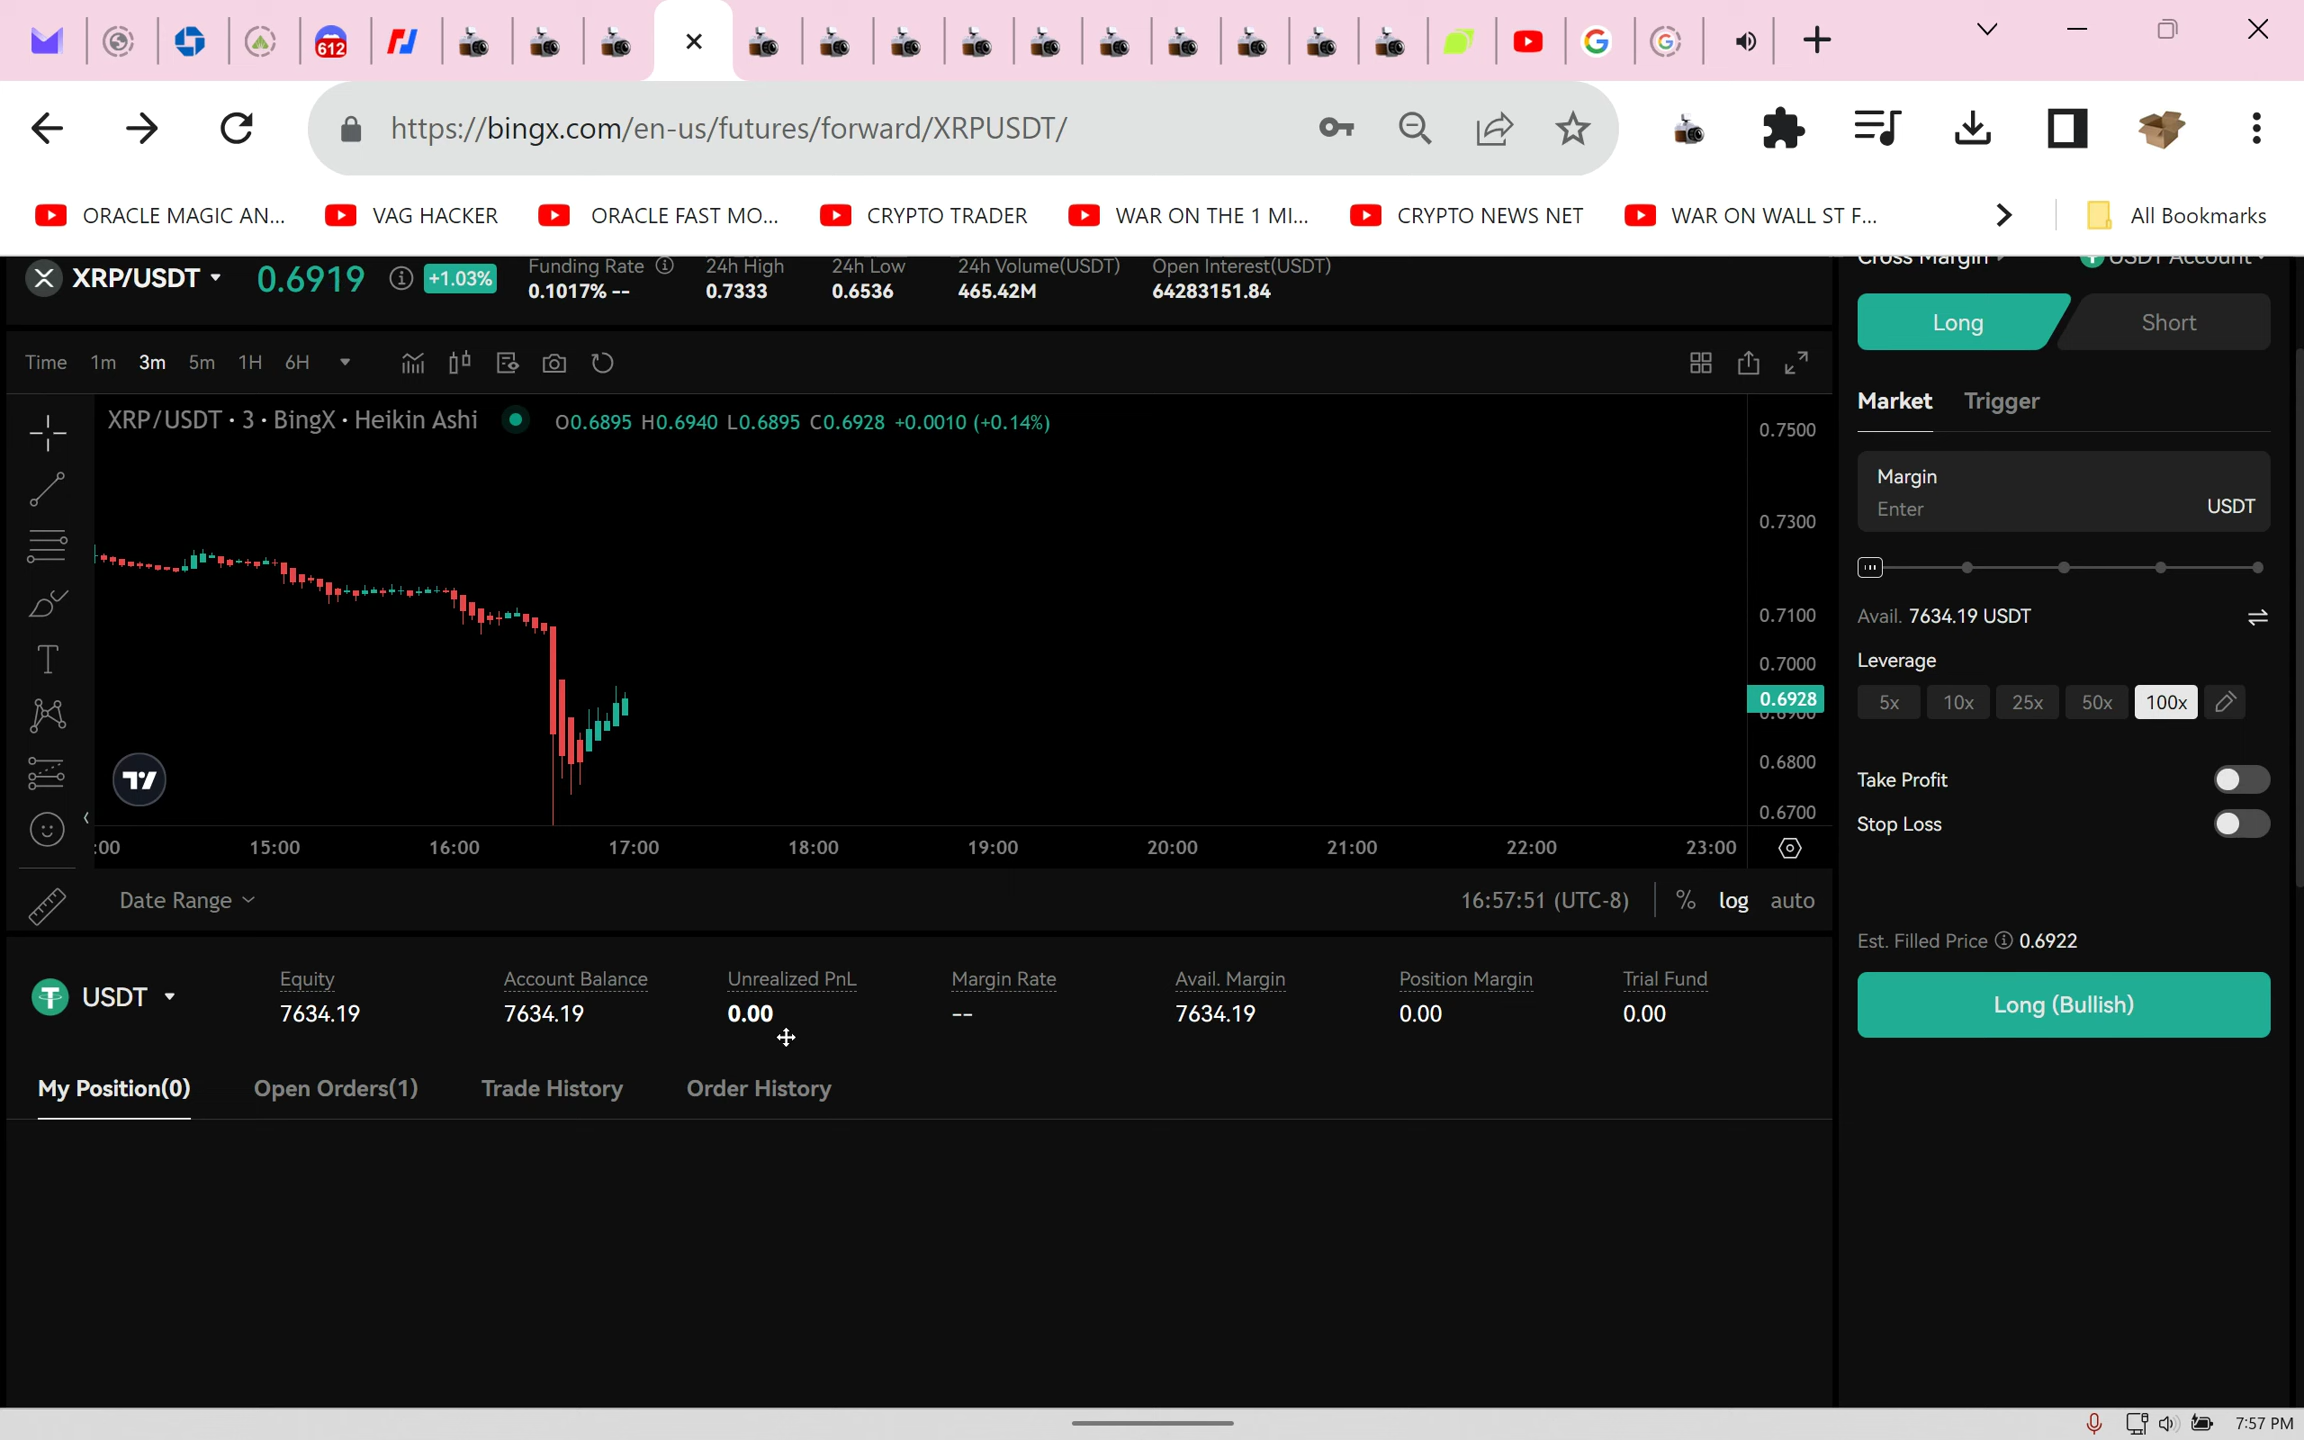 612
https://bingx.com/en-us/futures/forward/XRPUSDT/
ORACLE MAGIC AN... VAG HACKER ORACLE FAST MO... CRYPTO TRADER WAR ON THE 1 MI... CRYPTO NEWS NET WAR ON WALL ST F... All Bookmarks
XRP/USDT 0.6919 +1.03% Funding Rate 24h High 24h Low 24h Volume(USDT) Open Interest(USDT)
0.1017% -- 0.7333 0.6536 465.42M 64283151.84
Cross Margin USDT Account
Long Short
Time 1m 3m 5m 1H 6H
Market Trigger
XRP/USDT · 3 · BingX · Heikin Ashi O0.6895 H0.6940 L0.6895 C0.6928 +0.0010 (+0.14%)
0.7500
0.7300
0.7100
0.7000
0.6928
0.6900
0.6800
0.6700
Margin
Enter USDT
Avail. 7634.19 USDT
Leverage
5x 10x 25x 50x 100x
Take Profit
Stop Loss
:00 15:00 16:00 17:00 18:00 19:00 20:00 21:00 22:00 23:00
Date Range 16:57:51 (UTC-8) % log auto
Est. Filled Price 0.6922
Long (Bullish)
USDT
Equity Account Balance Unrealized PnL Margin Rate Avail. Margin Position Margin Trial Fund
7634.19 7634.19 0.00 -- 7634.19 0.00 0.00
My Position(0) Open Orders(1) Trade History Order History
7:57 PM